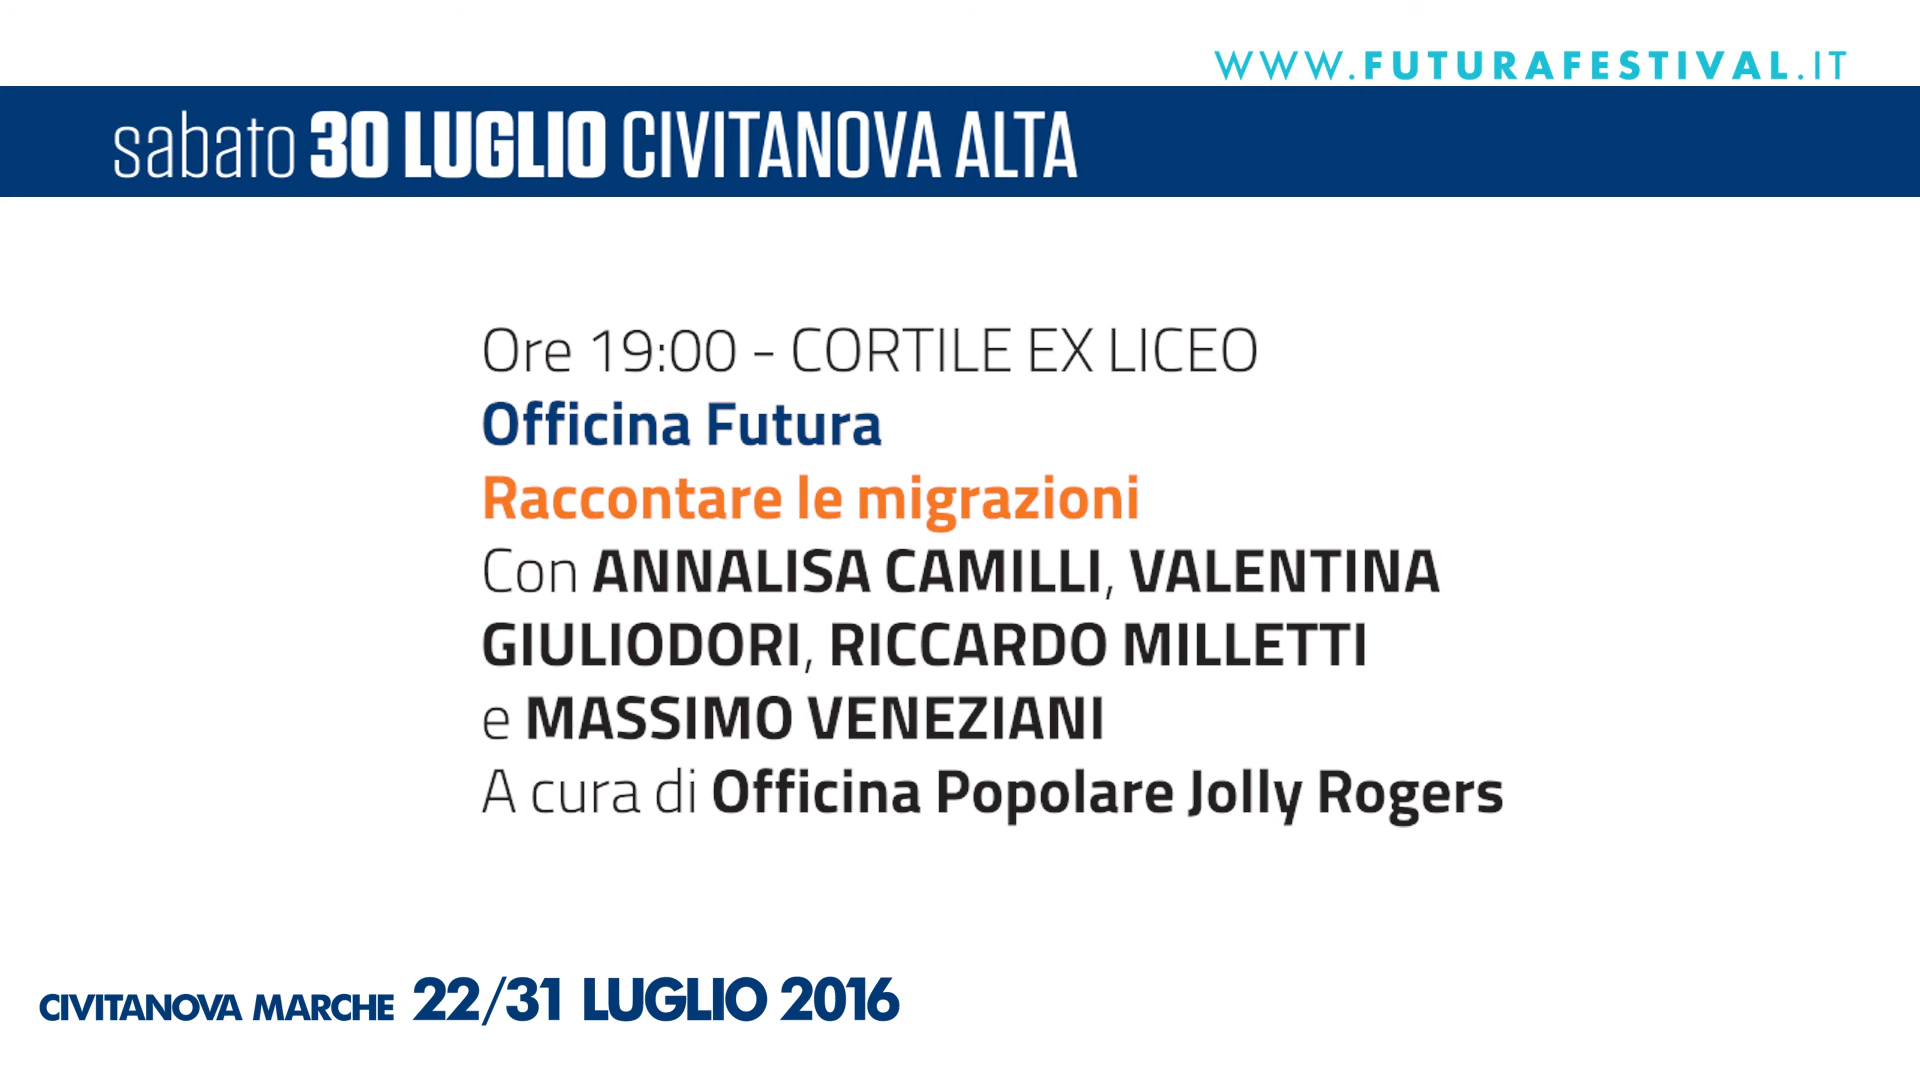 WWW.FUTURAFESTIVAL.IT
sabato 30 LUGLIO CIVITANOVA ALTA
Ore 19:00 - CORTILE EX LICEO
Officina Futura
Raccontare le migrazioni
Con ANNALISA CAMILLI, VALENTINA
GIULIODORI, RICCARDO MILLETTI
e MASSIMO VENEZIANI
A cura di Officina Popolare Jolly Rogers
CIVITANOVA MARCHE 22/31 LUGLIO 2016